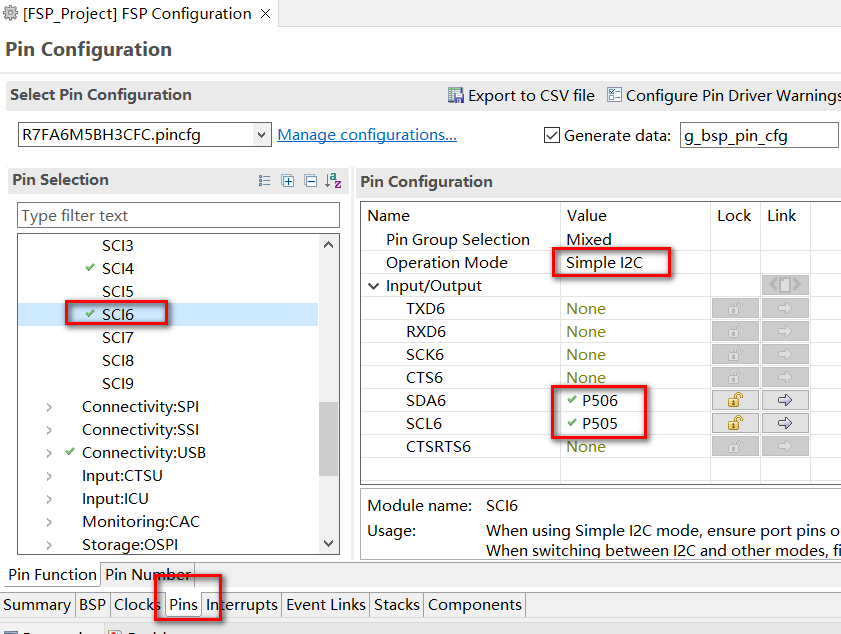 [FSP_Project] FSP Configuration
Pin Configuration
Select Pin Configuration
Export to CSV file
Configure Pin Driver Warnings
R7FA6M5BH3CFC.pincfg
Manage configurations...
Generate data:
g_bsp_pin_cfg
Pin Selection
Type filter text
SCI3
SCI4
SCI5
SCI6
SCI7
SCI8
SCI9
Connectivity:SPI
Connectivity:SSI
Connectivity:USB
Input:CTSU
Input:ICU
Monitoring:CAC
Storage:OSPI
Pin Configuration
Name Value Lock Link
Pin Group Selection Mixed
Operation Mode Simple I2C
Input/Output
TXD6 None
RXD6 None
SCK6 None
CTS6 None
SDA6 P506
SCL6 P505
CTSRTS6 None
Module name: SCI6
Usage: When using Simple I2C mode, ensure port pins o
When switching between I2C and other modes, fi
Pin Function Pin Number
Summary BSP Clocks Pins Interrupts Event Links Stacks Components